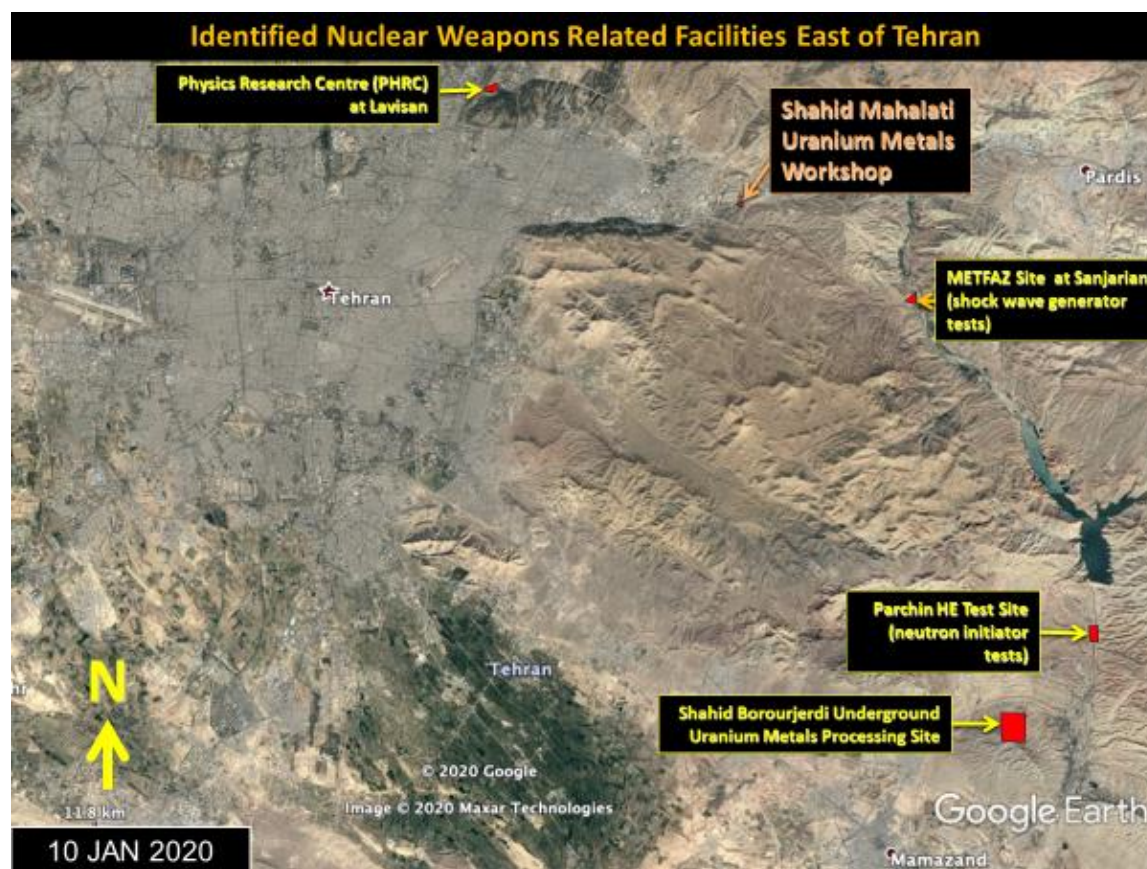 Identified Nuclear Weapons Related Facilities East of Tehran
Physics Research Centre (PHRC)
at Lavisan
Shahid Mahalati
Uranium Metals
Workshop
Pardis
METFAZ Site at Sanjarian
(shock wave generator
tests)
Tehran
Parchin HE Test Site
(neutron initiator
tests)
Tehran
N
Shahid Borourjerdi Underground
Uranium Metals Processing Site
© 2020 Google
Image © 2020 Maxar Technologies
11.8 km
Google Earth
10 JAN 2020
Mamazand